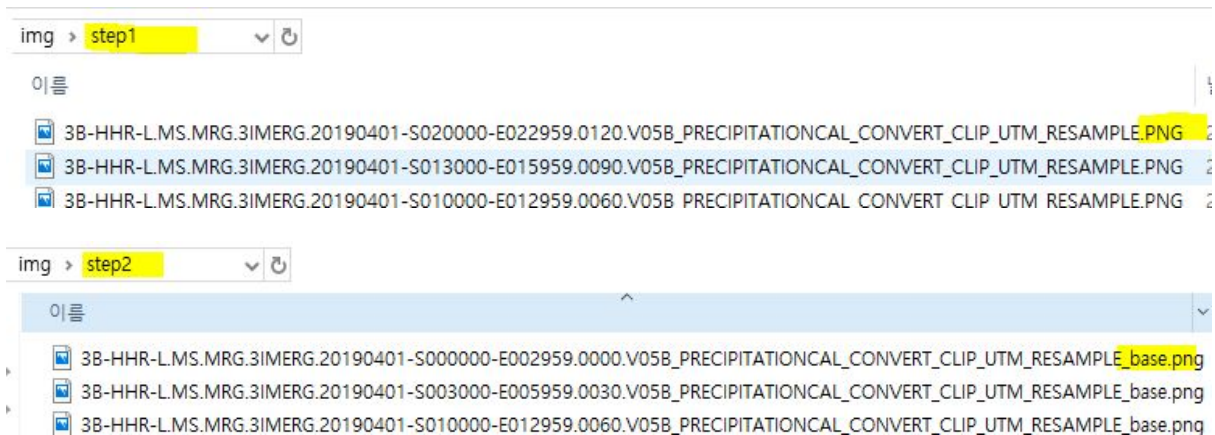 img > step1
이름
3B-HHR-L.MS.MRG.3IMERG.20190401-S020000-E022959.0120.V05B_PRECIPITATIONCAL_CONVERT_CLIP_UTM_RESAMPLE.PNG 2
3B-HHR-L.MS.MRG.3IMERG.20190401-S013000-E015959.0090.V05B_PRECIPITATIONCAL_CONVERT_CLIP_UTM_RESAMPLE.PNG 2
3B-HHR-L.MS.MRG.3IMERG.20190401-S010000-E012959.0060.V05B_PRECIPITATIONCAL_CONVERT_CLIP_UTM_RESAMPLE.PNG 2
img > step2
이름
3B-HHR-L.MS.MRG.3IMERG.20190401-S000000-E002959.0000.V05B_PRECIPITATIONCAL_CONVERT_CLIP_UTM_RESAMPLE_base.png
3B-HHR-L.MS.MRG.3IMERG.20190401-S003000-E005959.0030.V05B_PRECIPITATIONCAL_CONVERT_CLIP_UTM_RESAMPLE_base.png
3B-HHR-L.MS.MRG.3IMERG.20190401-S010000-E012959.0060.V05B_PRECIPITATIONCAL_CONVERT_CLIP_UTM_RESAMPLE_base.png